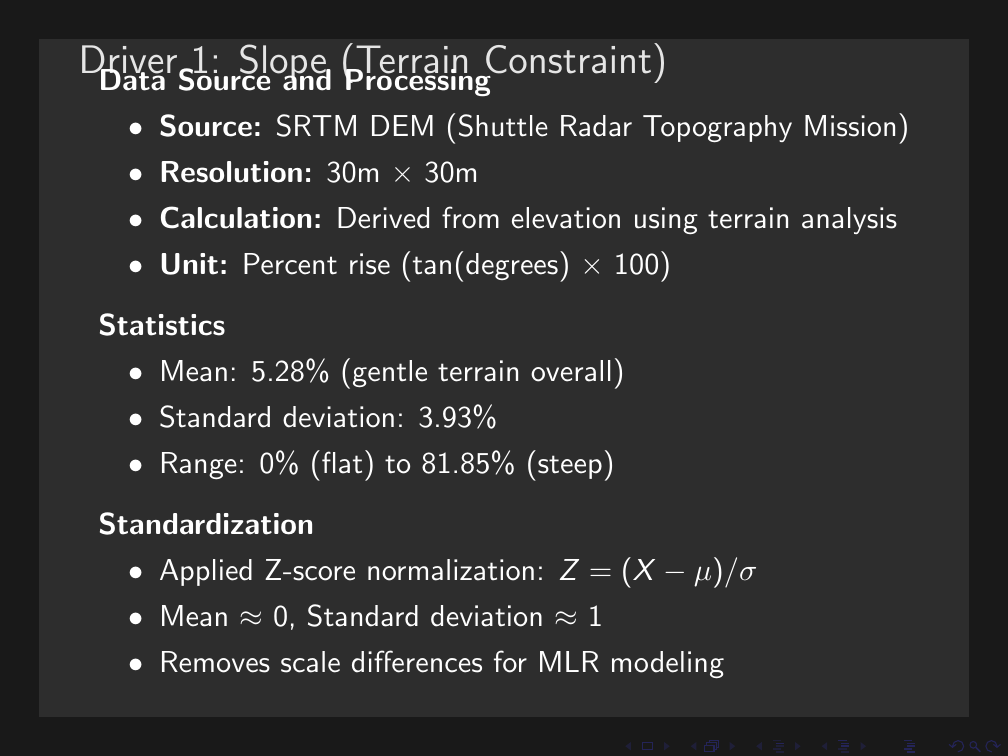 Driver 1: Slope (Terrain Constraint)
Data Source and Processing
• Source: SRTM DEM (Shuttle Radar Topography Mission)
• Resolution: 30m × 30m
• Calculation: Derived from elevation using terrain analysis
• Unit: Percent rise (tan(degrees) × 100)
Statistics
• Mean: 5.28% (gentle terrain overall)
• Standard deviation: 3.93%
• Range: 0% (flat) to 81.85% (steep)
Standardization
• Applied Z-score normalization: Z = (X − μ)/σ
• Mean ≈ 0, Standard deviation ≈ 1
• Removes scale differences for MLR modeling